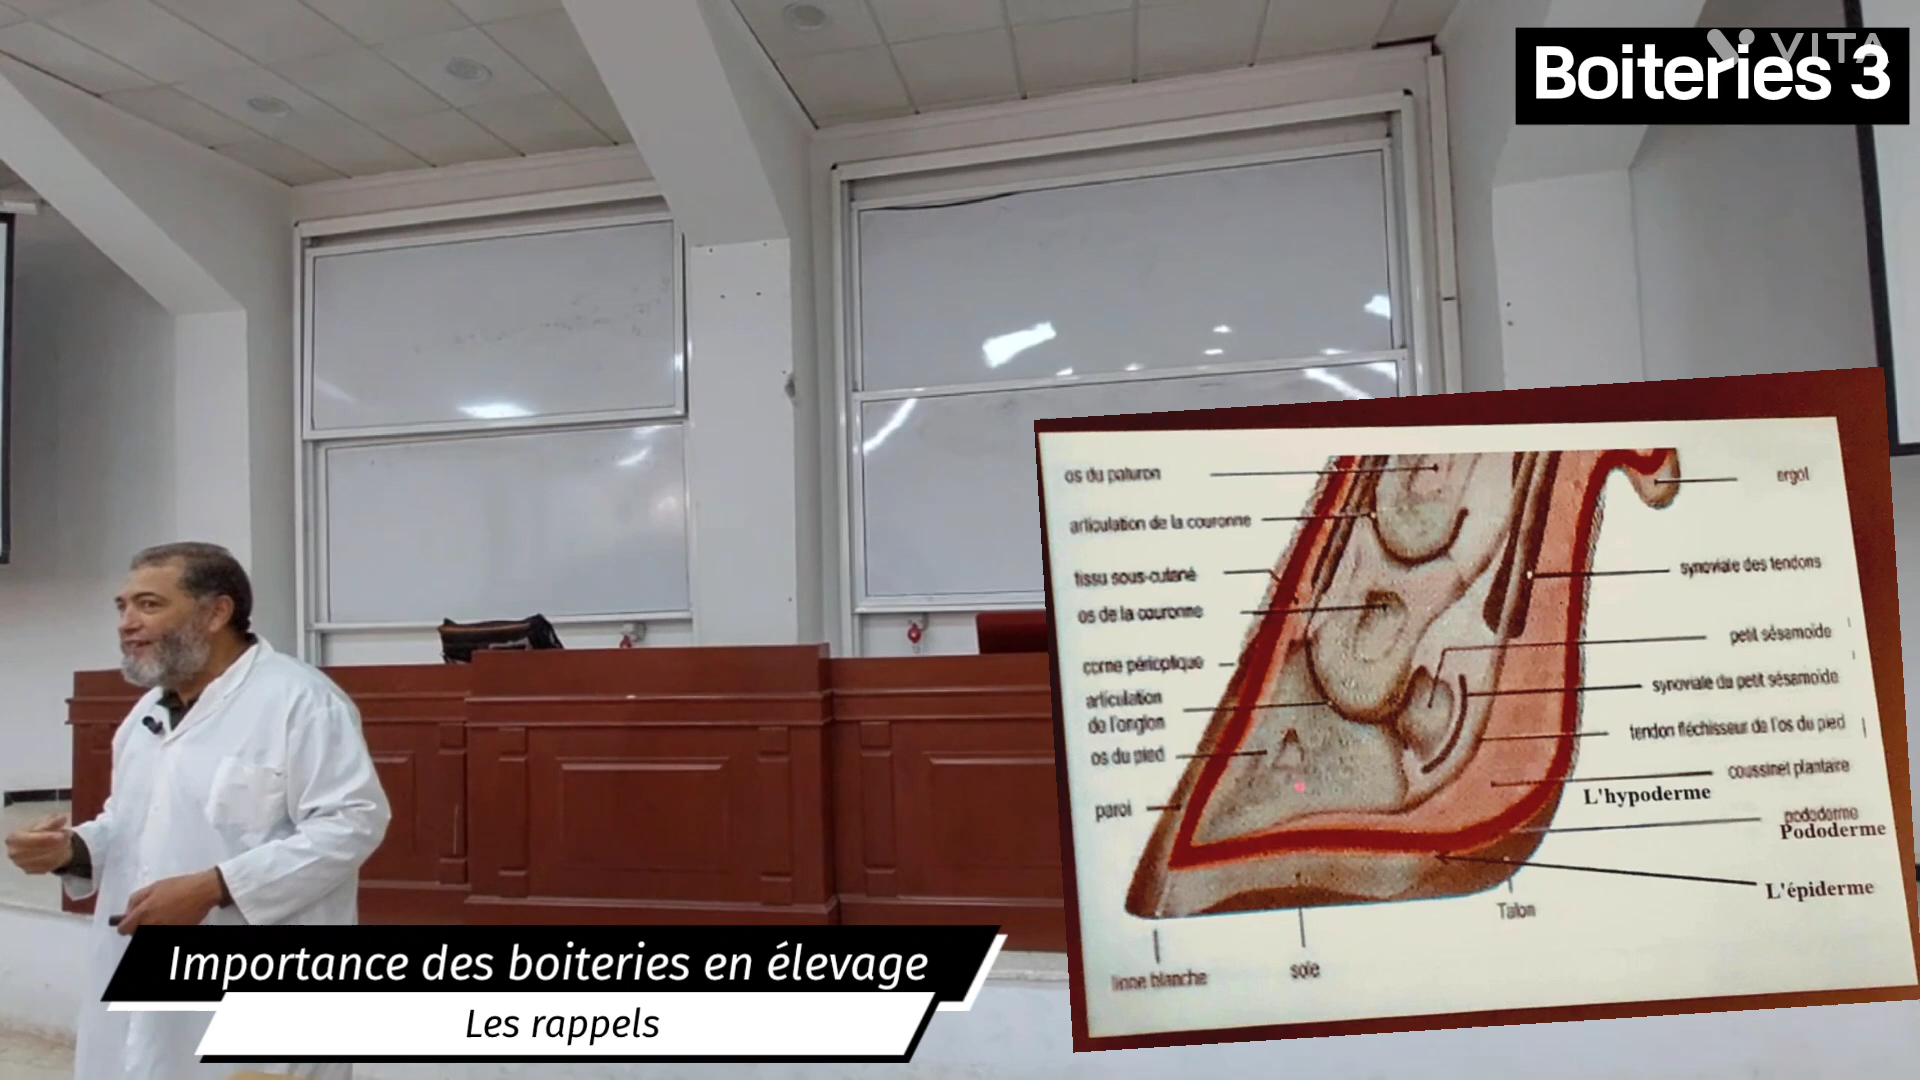 VITA
Boiteries 3
os du paturon
articulation de la couronne
tissu sous-cutané
os de la couronne
corne périoplique
articulation
de l'onglon
os du pied
paroi
ligne blanche
sole
Talon
ergot
synoviale des tendons
petit sésamoïde
synoviale du petit sésamoïde
tendon fléchisseur de l'os du pied
coussinet plantaire
L'hypoderme
pododerme
Pododerme
L'épiderme
Importance des boiteries en élevage
Les rappels